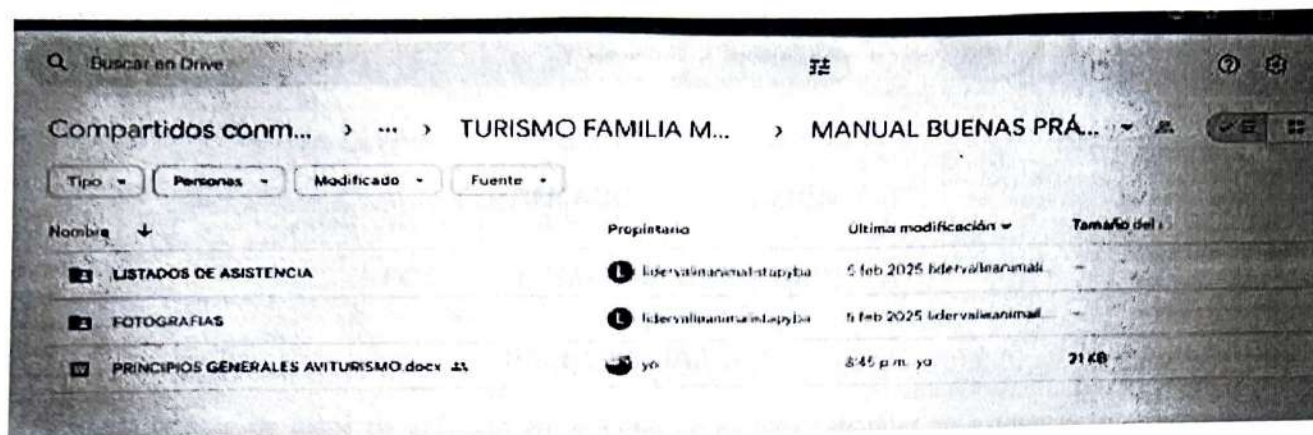 Buscar en Drive
Compartidos conm... > ... > TURISMO FAMILIA M... > MANUAL BUENAS PRÁ...
Tipo Personas Modificado Fuente
Nombre Propietario Última modificación Tamaño del
LISTADOS DE ASISTENCIA 5 feb 2025
FOTOGRAFIAS 5 feb 2025
PRINCIPIOS GENERALES AVITURISMO.docx yo 8:45 p.m. yo 21 KB